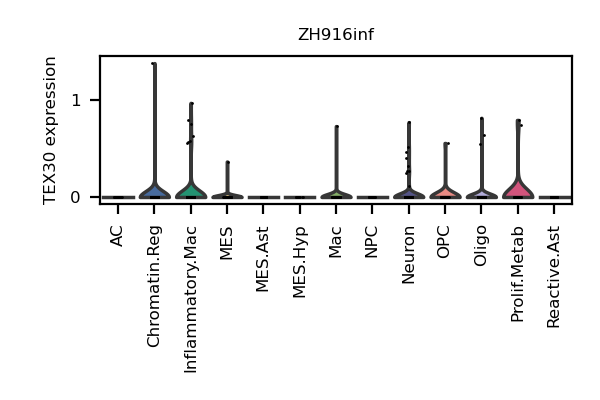 ZH916inf
TEX30 expression
1
0
AC
Chromatin.Reg
Inflammatory.Mac
MES
MES.Ast
MES.Hyp
Mac
NPC
Neuron
OPC
Oligo
Prolif.Metab
Reactive.Ast